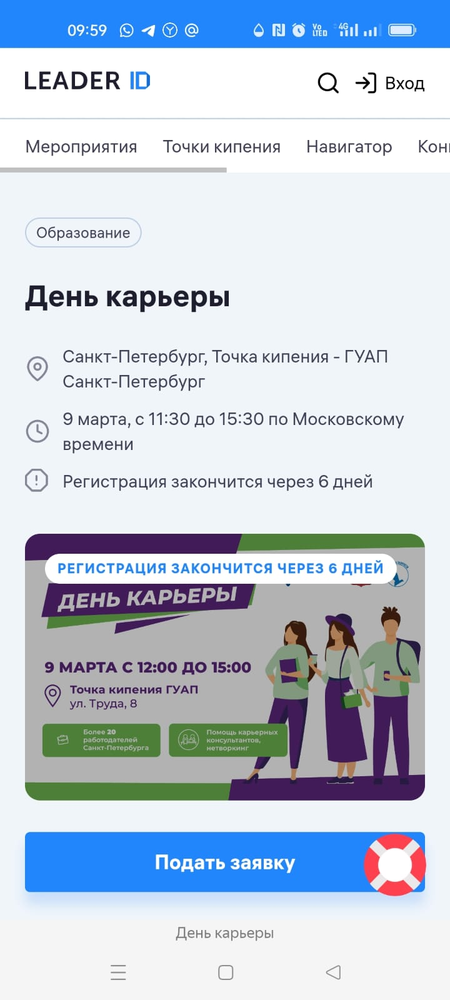 09:59
Vo LTED 4G
LEADER ID
Вход
Мероприятия Точки кипения Навигатор Кон
Образование
День карьеры
Санкт-Петербург, Точка кипения - ГУАП
Санкт-Петербург
9 марта, с 11:30 до 15:30 по Московскому
времени
Регистрация закончится через 6 дней
РЕГИСТРАЦИЯ ЗАКОНЧИТСЯ ЧЕРЕЗ 6 ДНЕЙ
ДЕНЬ КАРЬЕРЫ
9 МАРТА С 12:00 ДО 15:00
Точка кипения ГУАП
ул. Труда, 8
Более 20
работодателей
Санкт-Петербурга
Помощь карьерных
консультантов,
нетворкинг
Подать заявку
День карьеры